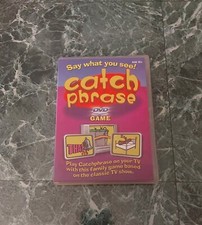 Say what you see!
catch
phrase
DVD
GAME
Play Catchphrase on your TV
with this family game based
on the classic TV show.